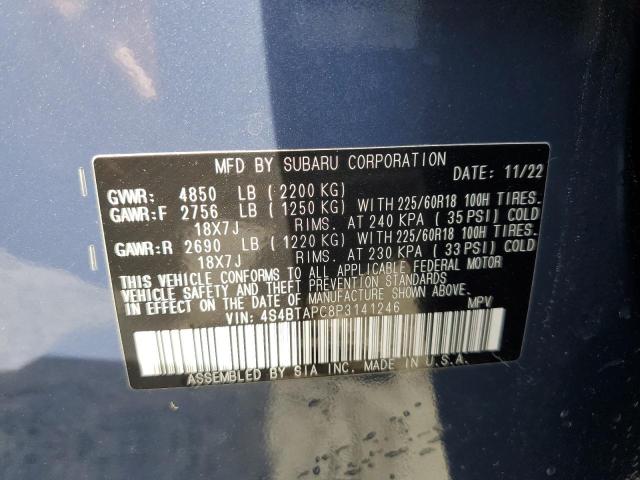 MFD BY SUBARU CORPORATION DATE: 11/22
GVWR: 4850 LB (2200 KG)
GAWR:F 2756 LB (1250 KG) WITH 225/60R18 100H TIRES.
18X7J RIMS. AT 240 KPA (35 PSI) COLD
GAWR:R 2690 LB (1220 KG) WITH 225/60R18 100H TIRES.
18X7J RIMS. AT 230 KPA (33 PSI) COLD
THIS VEHICLE CONFORMS TO ALL APPLICABLE FEDERAL MOTOR
VEHICLE SAFETY AND THEFT PREVENTION STANDARDS IN EFFECT
ON THE DATE OF MANUFACTURE SHOWN ABOVE.
VIN: 4S4BTAPC8P3141246 MPV
ASSEMBLED BY SIA INC. MADE IN U.S.A.